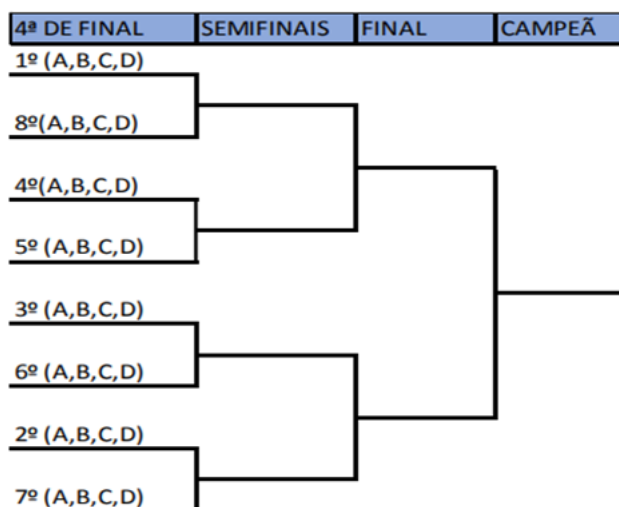 4ª DE FINAL SEMIFINAIS FINAL CAMPEÃ
1º (A,B,C,D)
8º(A,B,C,D)
4º(A,B,C,D)
5º (A,B,C,D)
3º (A,B,C,D)
6º (A,B,C,D)
2º (A,B,C,D)
7º (A,B,C,D)